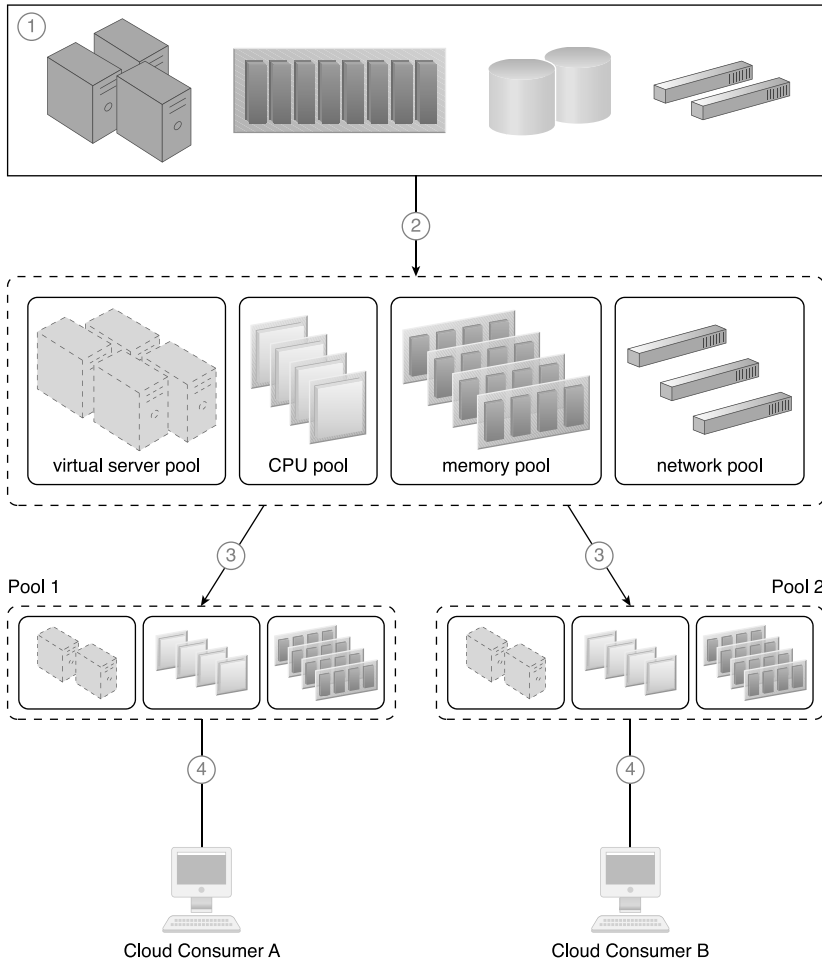 1
2
virtual server pool
CPU pool
memory pool
network pool
3
3
Pool 1
Pool 2
4
4
Cloud Consumer A
Cloud Consumer B